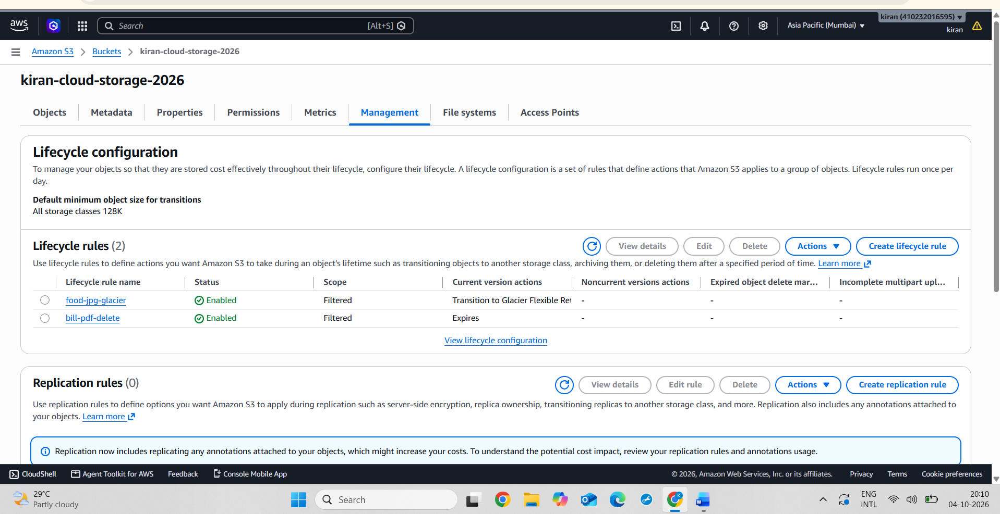 aws
Search [Alt+S]
Asia Pacific (Mumbai)
kiran (410232016595)
kiran
Amazon S3 Buckets kiran-cloud-storage-2026
kiran-cloud-storage-2026
Objects Metadata Properties Permissions Metrics Management File systems Access Points
Lifecycle configuration
To manage your objects so that they are stored cost effectively throughout their lifecycle, configure their lifecycle. A lifecycle configuration is a set of rules that define actions that Amazon S3 applies to a group of objects. Lifecycle rules run once per
day.
Default minimum object size for transitions
All storage classes 128K
Lifecycle rules (2)
View details Edit Delete Actions Create lifecycle rule
Use lifecycle rules to define actions you want Amazon S3 to take during an object's lifetime such as transitioning objects to another storage class, archiving them, or deleting them after a specified period of time. Learn more
Lifecycle rule name Status Scope Current version actions Noncurrent versions actions Expired object delete mar... Incomplete multipart upl...
food-jpg-glacier Enabled Filtered Transition to Glacier Flexible Ret - - -
bill-pdf-delete Enabled Filtered Expires - - -
View lifecycle configuration
Replication rules (0)
View details Edit rule Delete Actions Create replication rule
Use replication rules to define options you want Amazon S3 to apply during replication such as server-side encryption, replica ownership, transitioning replicas to another storage class, and more. Replication also includes any annotations attached to
your objects. Learn more
Replication now includes replicating any annotations attached to your objects, which might increase your costs. To understand the potential cost impact, review your replication rules and annotations usage.
CloudShell Agent Toolkit for AWS Feedback Console Mobile App © 2026, Amazon Web Services, Inc. or its affiliates. Privacy Terms Cookie preferences
29°C
Partly cloudy
Search
ENG
INTL
20:10
04-10-2026